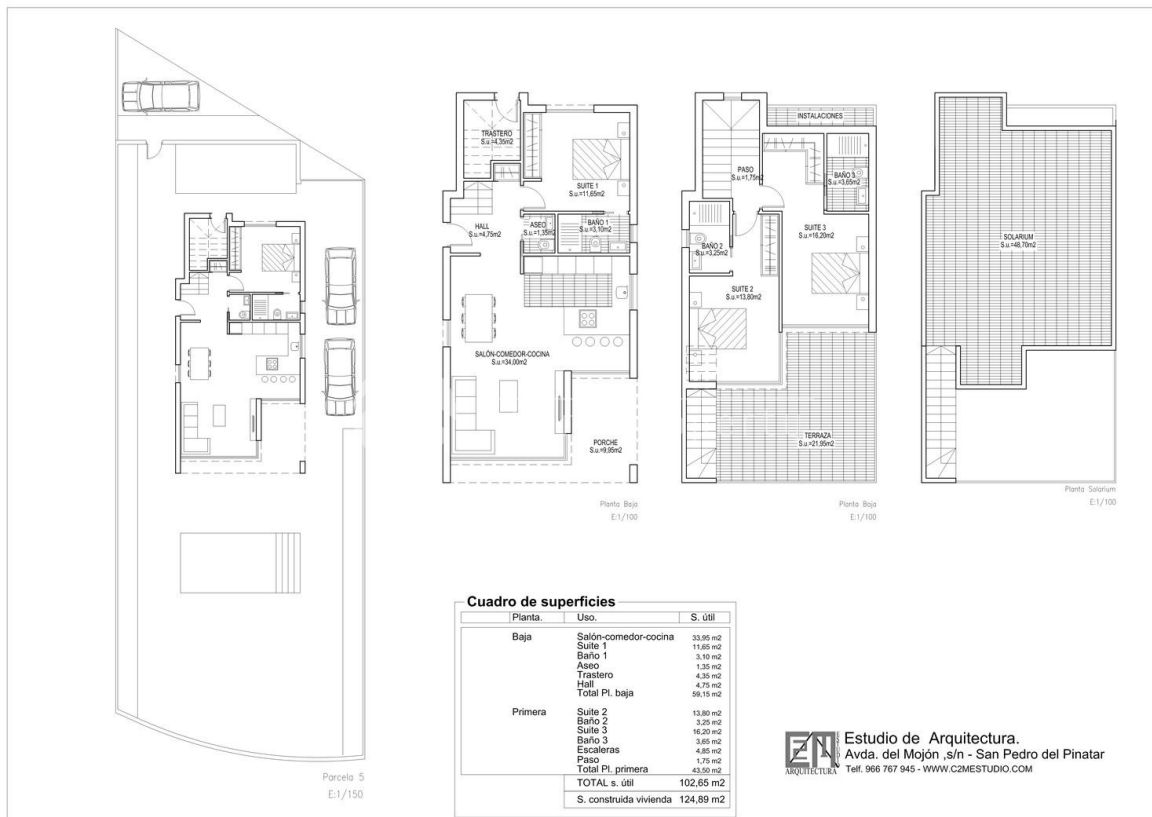 TRASTERO
S.u.=4,35m2
SUITE 1
S.u.=11,65m2
HALL
S.u.=4,75m2
ASEO
S.u.=1,35m2
BAÑO 1
S.u.=3,10m2
SALÓN-COMEDOR-COCINA
S.u.=34,00m2
PORCHE
S.u.=9,95m2
Planta Baja
E:1/100
INSTALACIONES
PASO
S.u.=1,75m2
BAÑO 3
S.u.=3,65m2
BAÑO 2
S.u.=3,25m2
SUITE 3
S.u.=16,20m2
SUITE 2
S.u.=13,80m2
TERRAZA
S.u.=21,95m2
Planta Baja
E:1/100
SOLARIUM
S.u.=48,70m2
Planta Solarium
E:1/100
Parcela 5
E:1/150
Cuadro de superficies
Planta. Uso. S. útil
Baja Salón-comedor-cocina 33,95 m2
Suite 1 11,65 m2
Baño 1 3,10 m2
Aseo 1,35 m2
Trastero 4,35 m2
Hall 4,75 m2
Total Pl. baja 59,15 m2
Primera Suite 2 13,80 m2
Baño 2 3,25 m2
Suite 3 16,20 m2
Baño 3 3,65 m2
Escaleras 4,85 m2
Paso 1,75 m2
Total Pl. primera 43,50 m2
TOTAL s. útil 102,65 m2
S. construida vivienda 124,89 m2
ARQUITECTURA
Estudio de Arquitectura.
Avda. del Mojón ,s/n - San Pedro del Pinatar
Telf. 966 767 945 - WWW.C2MESTUDIO.COM